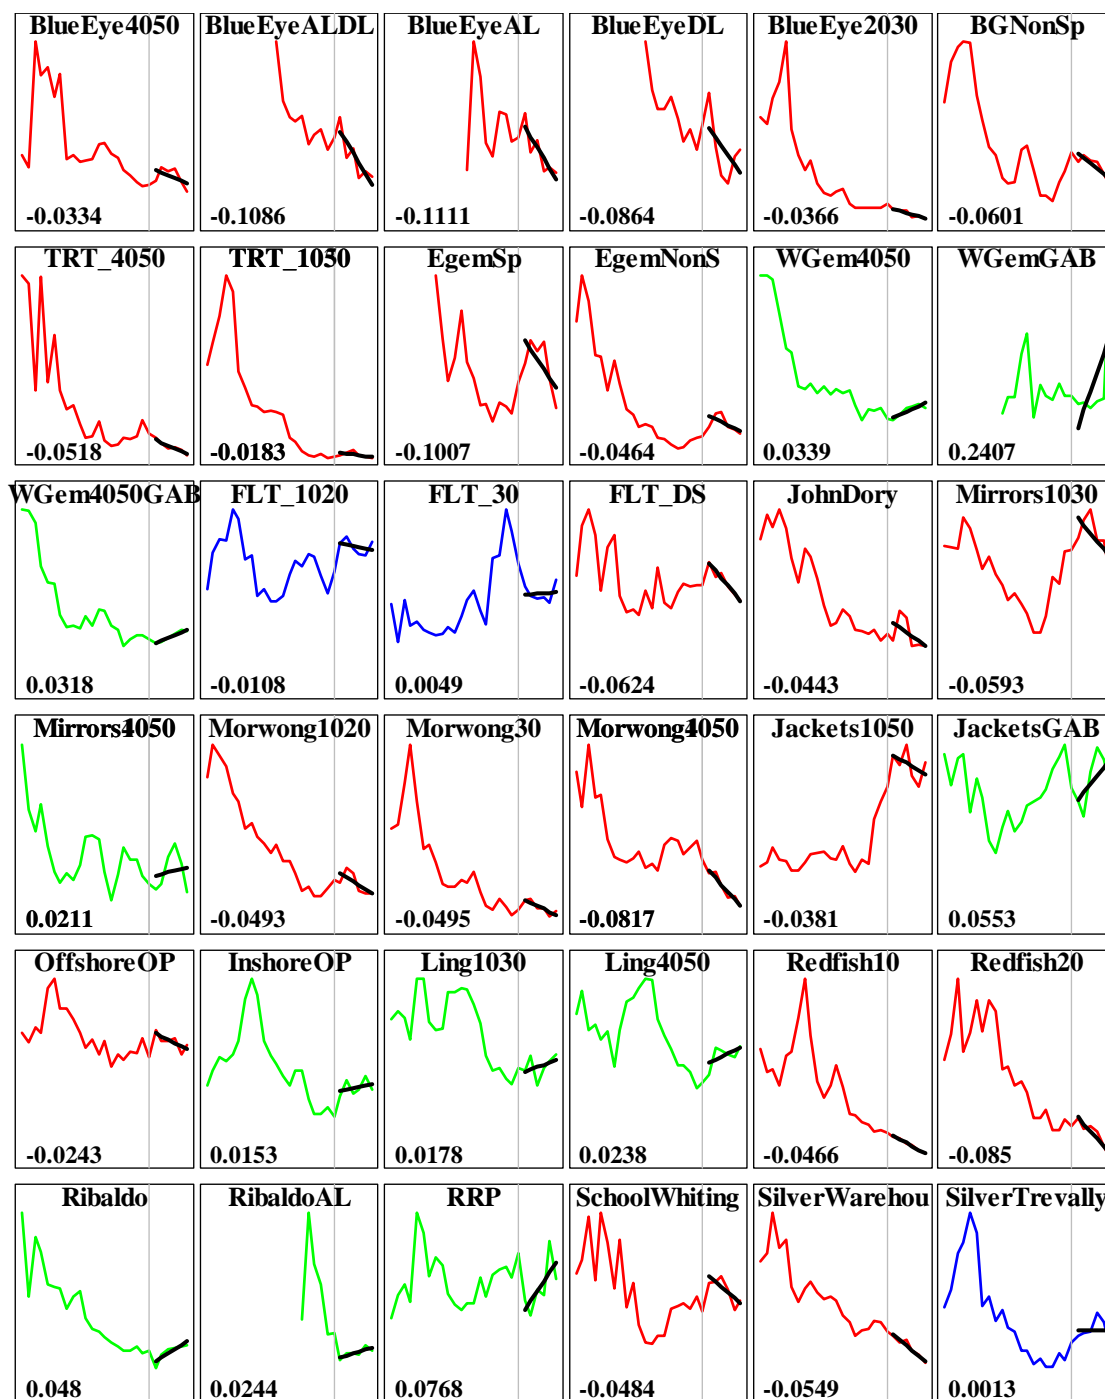 BlueEye4050 BlueEyeALDL BlueEyeAL BlueEyeDL BlueEye2030 BGNonSp
-0.0334 -0.1086 -0.1111 -0.0864 -0.0366 -0.0601
TRT_4050 TRT_1050 EgemSp EgemNonS WGem4050 WGemGAB
-0.0518 -0.0183 -0.1007 -0.0464 0.0339 0.2407
WGem4050GAB FLT_1020 FLT_30 FLT_DS JohnDory Mirrors1030
0.0318 -0.0108 0.0049 -0.0624 -0.0443 -0.0593
Mirrors4050 Morwong1020 Morwong30 Morwong4050 Jackets1050 JacketsGAB
0.0211 -0.0493 -0.0495 -0.0817 -0.0381 0.0553
OffshoreOP InshoreOP Ling1030 Ling4050 Redfish10 Redfish20
-0.0243 0.0153 0.0178 0.0238 -0.0466 -0.085
Ribaldo RibaldoAL RRP SchoolWhiting SilverWarehou SilverTrevally
0.048 0.0244 0.0768 -0.0484 -0.0549 0.0013